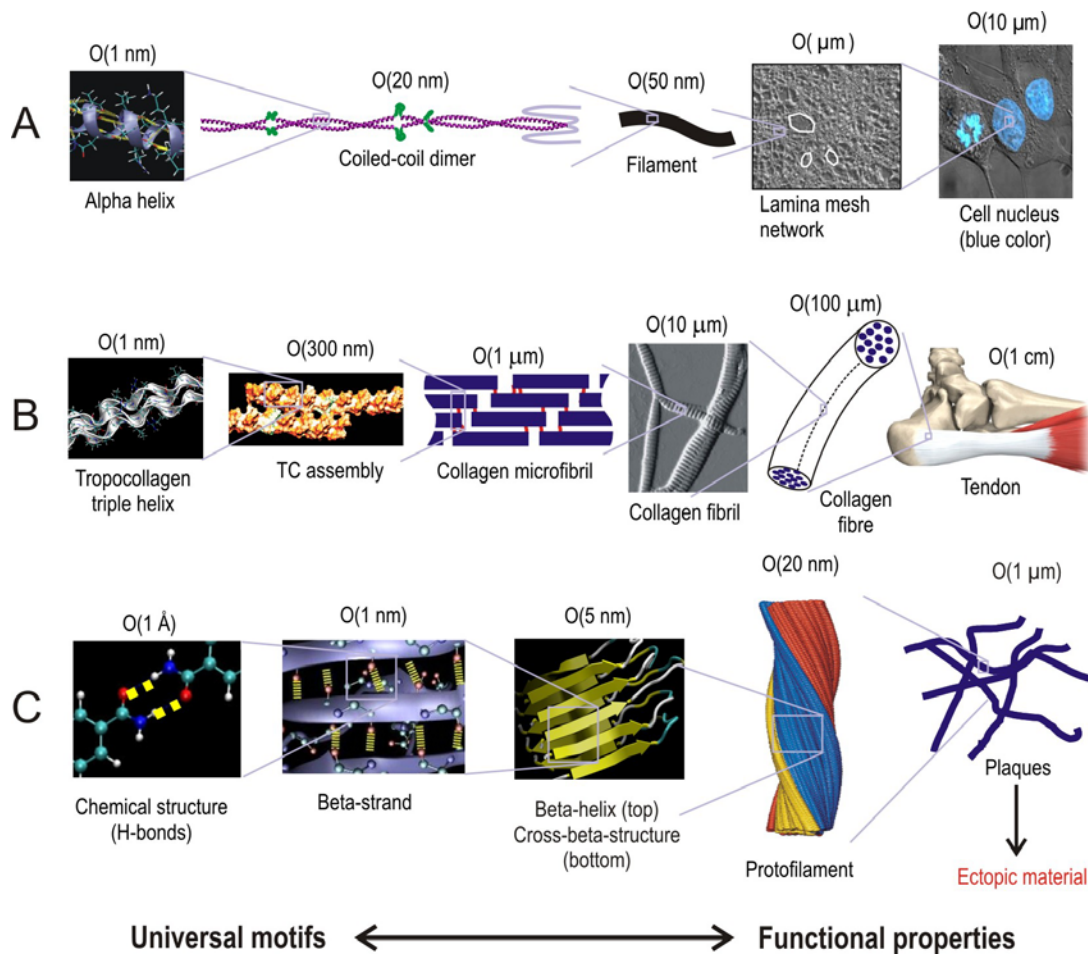 A
O(1 nm)
Alpha helix
O(20 nm)
Coiled-coil dimer
O(50 nm)
Filament
O( µm)
Lamina mesh
network
O(10 µm)
Cell nucleus
(blue color)
B
O(1 nm)
Tropocollagen
triple helix
O(300 nm)
TC assembly
O(1 µm)
Collagen microfibril
O(10 µm)
Collagen fibril
O(100 µm)
Collagen
fibre
O(1 cm)
Tendon
C
O(1 Å)
Chemical structure
(H-bonds)
O(1 nm)
Beta-strand
O(5 nm)
Beta-helix (top)
Cross-beta-structure
(bottom)
O(20 nm)
Protofilament
O(1 µm)
Plaques
Ectopic material
Universal motifs
Functional properties